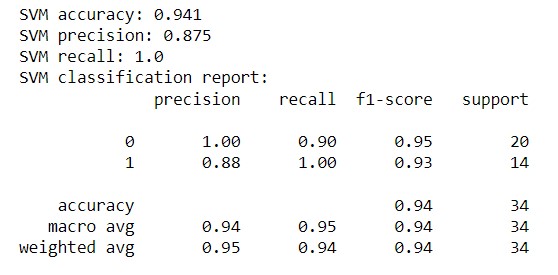 SVM accuracy: 0.941
SVM precision: 0.875
SVM recall: 1.0
SVM classification report:
precision recall f1-score support
0 1.00 0.90 0.95 20
1 0.88 1.00 0.93 14
accuracy 0.94 34
macro avg 0.94 0.95 0.94 34
weighted avg 0.95 0.94 0.94 34